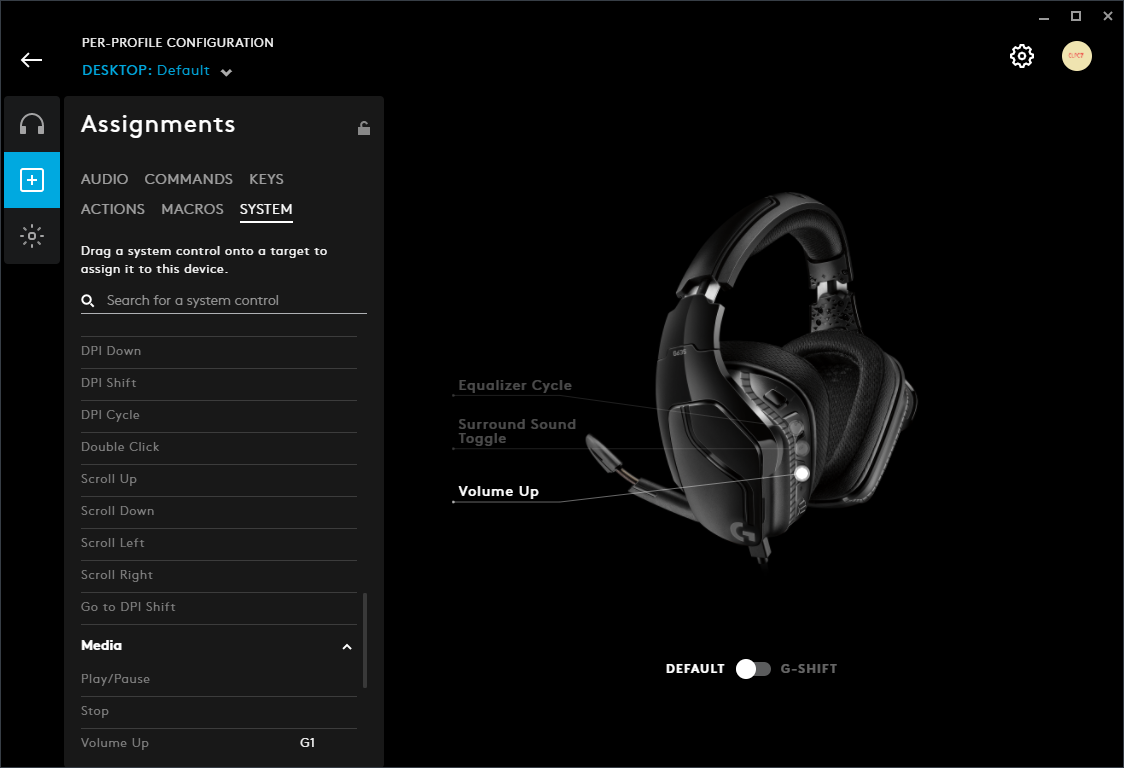 PER-PROFILE CONFIGURATION
DESKTOP: Default
Assignments
AUDIO COMMANDS KEYS
ACTIONS MACROS SYSTEM
Drag a system control onto a target to
assign it to this device.
Search for a system control
DPI Down
DPI Shift
DPI Cycle
Double Click
Scroll Up
Scroll Down
Scroll Left
Scroll Right
Go to DPI Shift
Media
Play/Pause
Stop
Volume Up G1
Equalizer Cycle
Surround Sound
Toggle
Volume Up
DEFAULT G-SHIFT